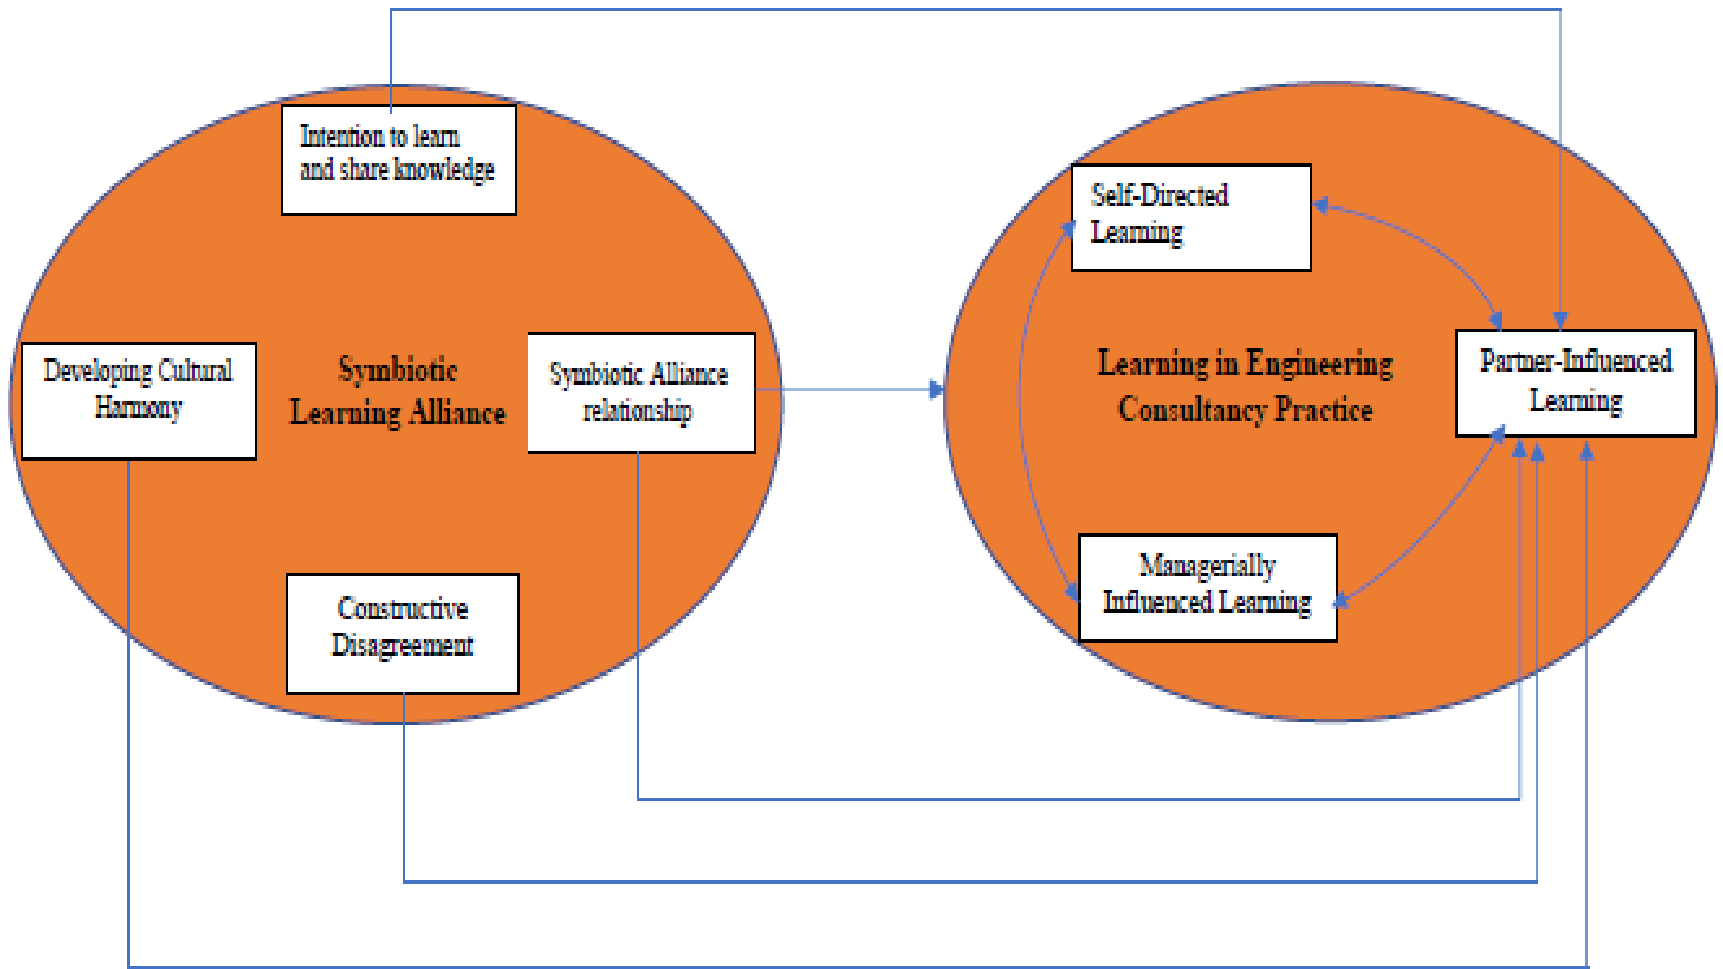 Intention to learn
and share knowledge
Developing Cultural
Harmony
Symbiotic
Learning Alliance
Symbiotic Alliance
relationship
Constructive
Disagreement
Self-Directed
Learning
Learning in Engineering
Consultancy Practice
Partner-Influenced
Learning
Managerially
Influenced Learning